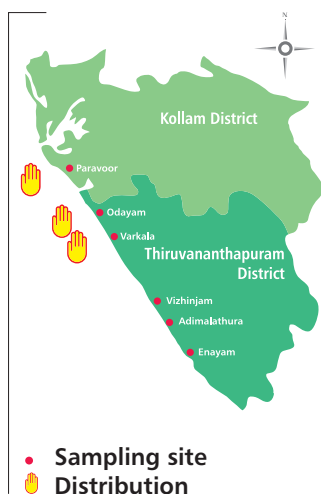 N
Kollam District
Paravoor
Odayam
Varkala
Thiruvananthapuram
District
Vizhinjam
Adimalathura
Enayam
Sampling site
Distribution